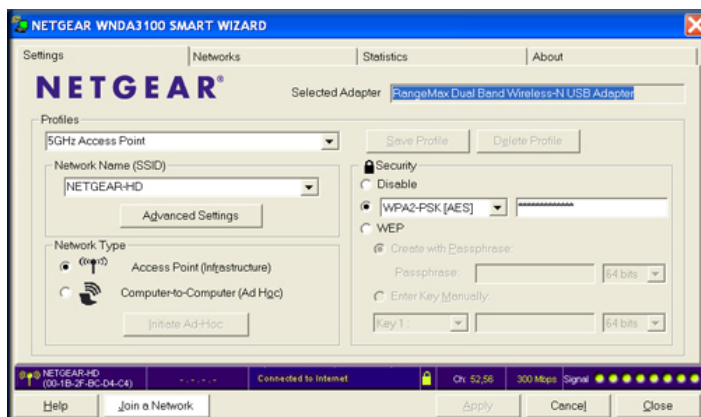 NETGEAR WNDA3100 SMART WIZARD
Settings Networks Statistics About
NETGEAR®
Selected Adapter RangeMax Dual Band Wireless-N USB Adapter
Profiles
5GHz Access Point
Save Profile Delete Profile
Network Name (SSID)
NETGEAR-HD
Advanced Settings
Network Type
Access Point (Infrastructure)
Computer-to-Computer (Ad Hoc)
Initiate Ad-Hoc
Security
Disable
WPA2-PSK [AES] *************
WEP
Create with Passphrase:
Passphrase: 64 bits
Enter Key Manually:
Key 1 : 64 bits
NETGEAR-HD
(00-1B-2F-BC-D4-C4) -.-.-.- Connected to Internet Ch: 52,56 300 Mbps Signal
Help Join a Network Apply Cancel Close